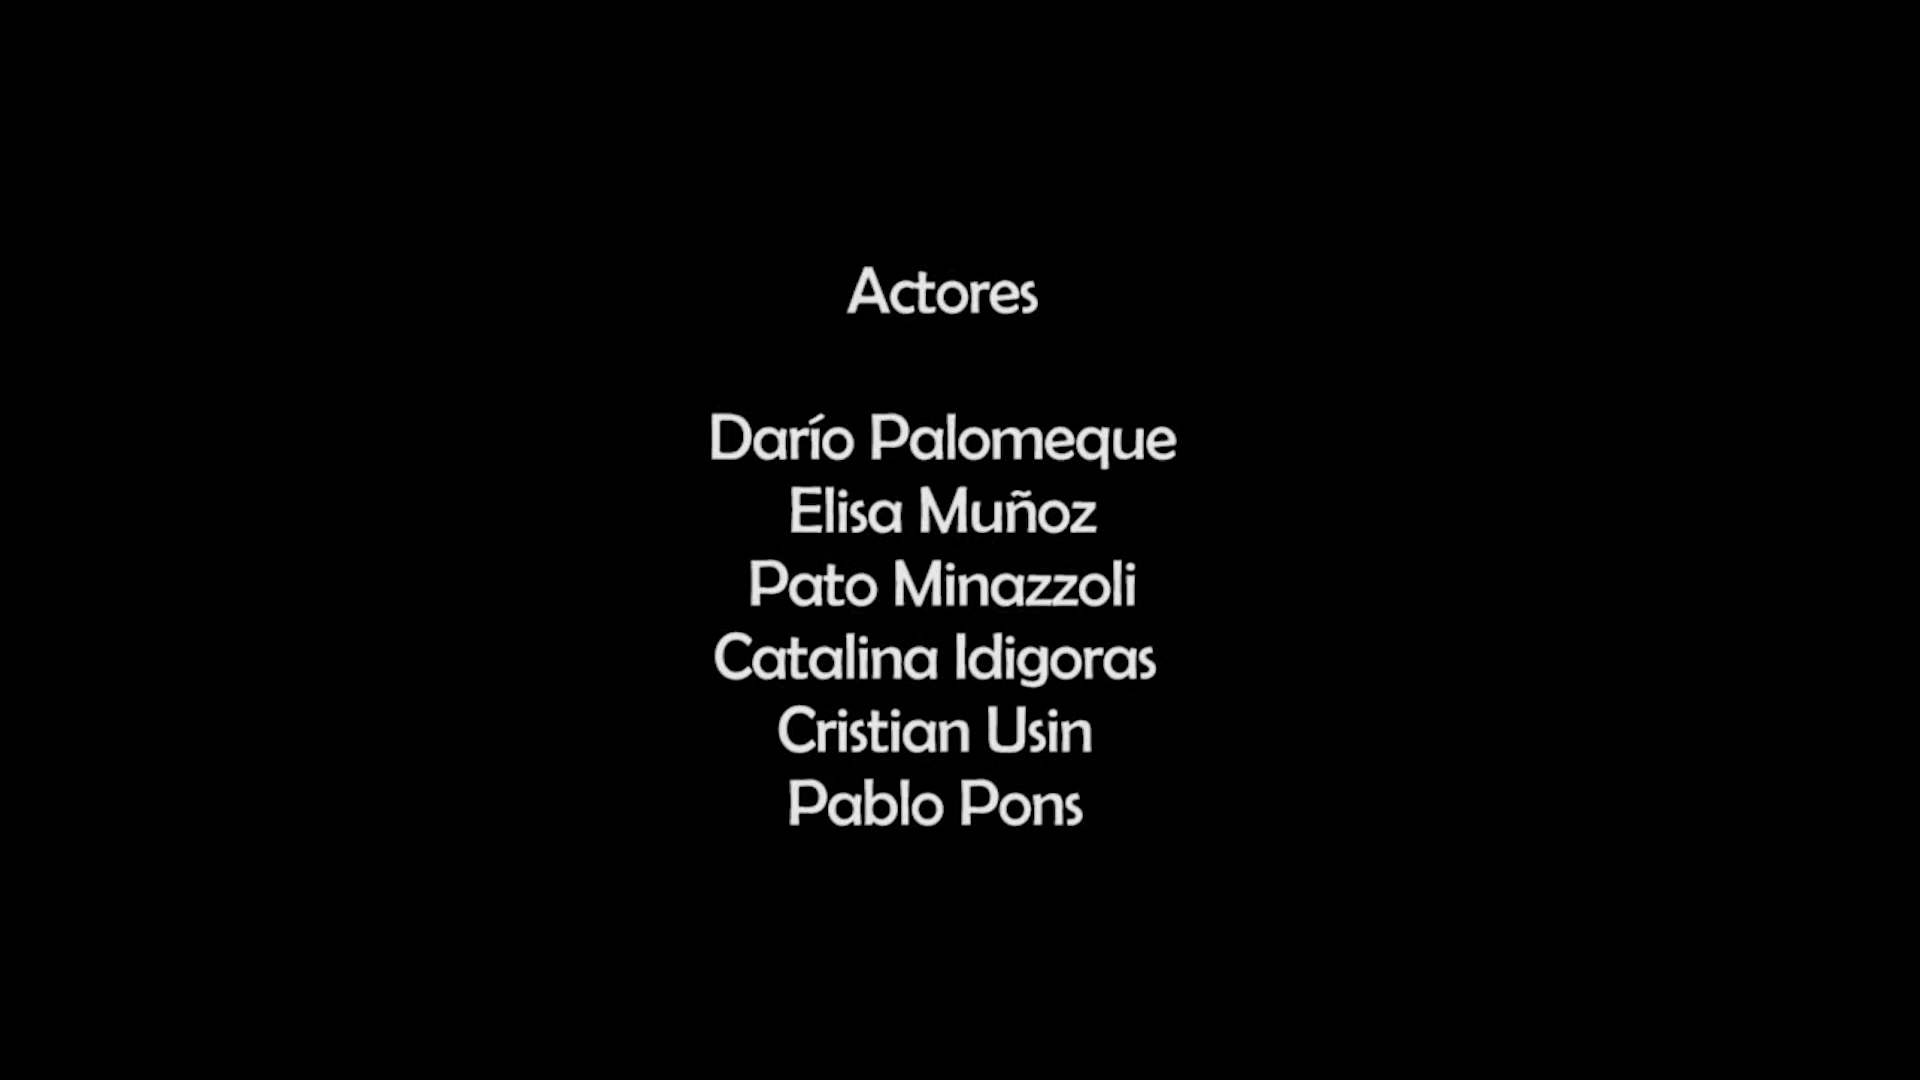 Actores
Darío Palomeque
Elisa Muñoz
Pato Minazzoli
Catalina Idigoras
Cristian Usin
Pablo Pons